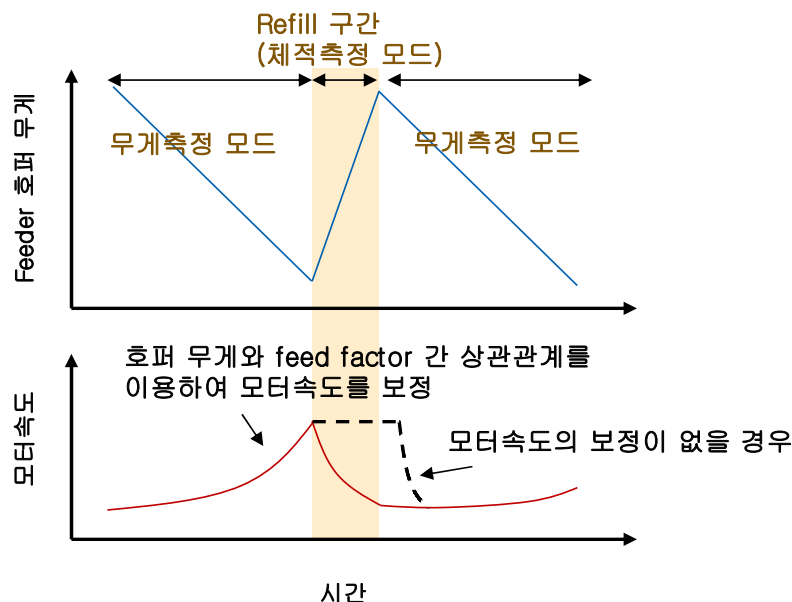 Refill 구간
(체적측정 모드)
무게측정 모드
무게측정 모드
Feeder 호퍼 무게
호퍼 무게와 feed factor 간 상관관계를
이용하여 모터속도를 보정
모터속도의 보정이 없을 경우
모터속도
시간